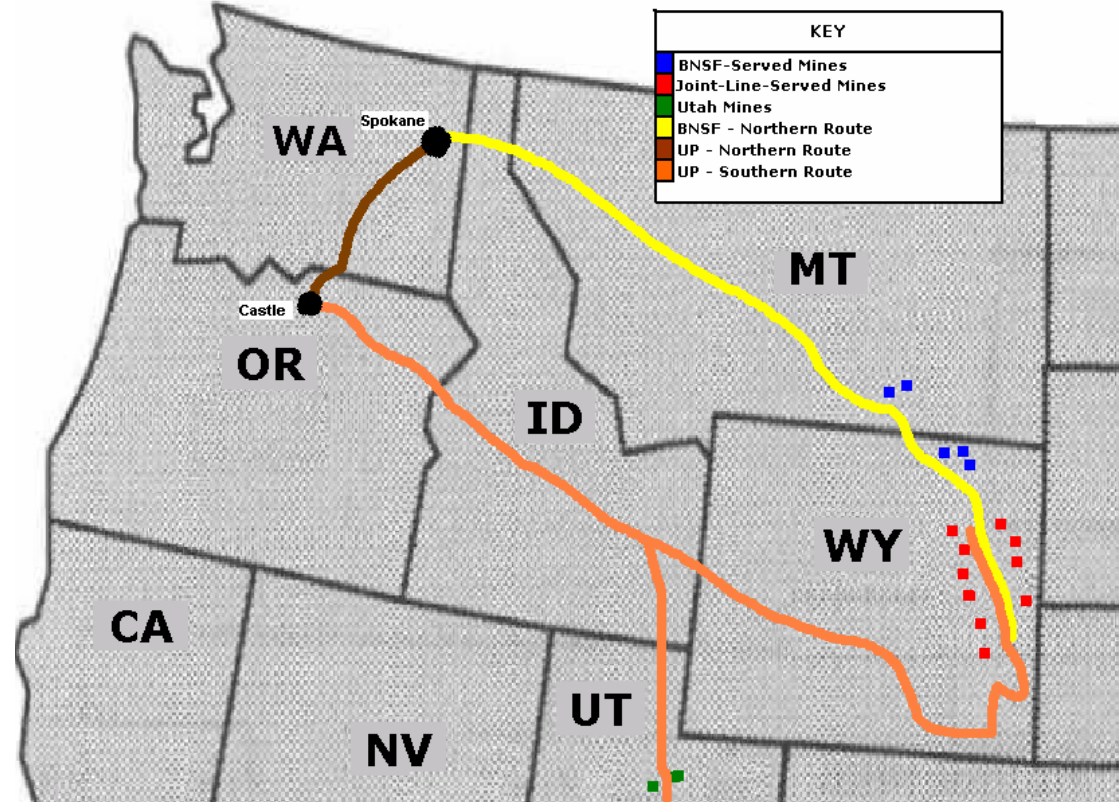 KEY
BNSF-Served Mines
Joint-Line-Served Mines
Utah Mines
BNSF - Northern Route
UP - Northern Route
UP - Southern Route
Spokane
WA
MT
Castle
OR
ID
WY
CA
UT
NV